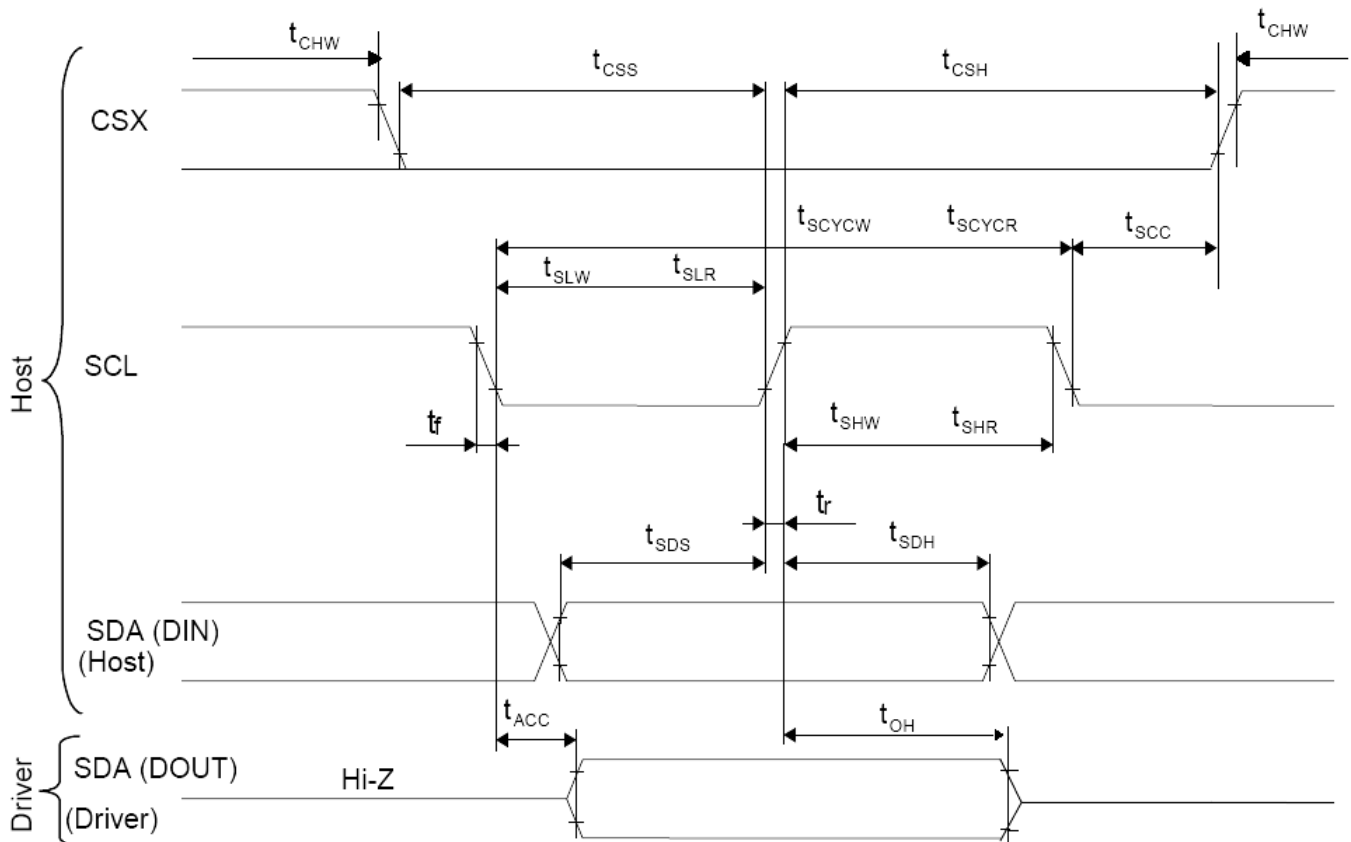 tCHW
tCHW
tCSS
tCSH
CSX
tSCYCW
tSCYCR
tSCC
tSLW
tSLR
Host
SCL
tSHW
tSHR
tf
tr
tSDS
tSDH
SDA (DIN)
(Host)
tACC
tOH
Driver
SDA (DOUT)
Hi-Z
(Driver)